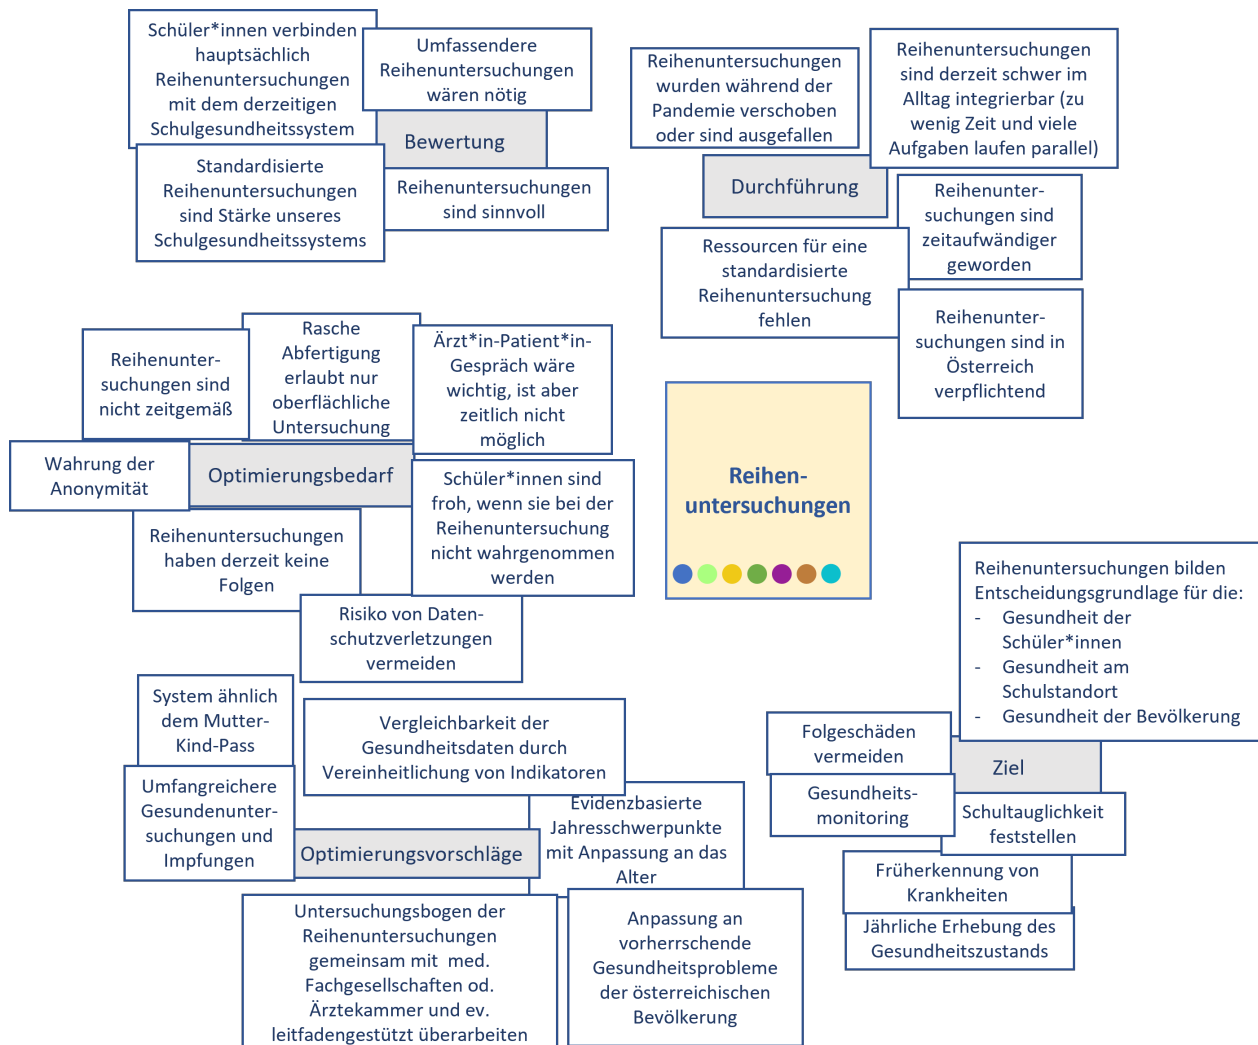 Schüler*innen verbinden
hauptsächlich
Reihenuntersuchungen
mit dem derzeitigen
Schulgesundheitssystem
Umfassendere
Reihenuntersuchungen
wären nötig
Bewertung
Standardisierte
Reihenuntersuchungen
sind Stärke unseres
Schulgesundheitssystems
Reihenuntersuchungen
sind sinnvoll
Reihenuntersuchungen
wurden während der
Pandemie verschoben
oder sind ausgefallen
Reihenuntersuchungen
sind derzeit schwer im
Alltag integrierbar (zu
wenig Zeit und viele
Aufgaben laufen parallel)
Durchführung
Reihenunter-
suchungen sind
zeitaufwändiger
geworden
Ressourcen für eine
standardisierte
Reihenuntersuchung
fehlen
Reihenunter-
suchungen sind in
Österreich
verpflichtend
Reihenunter-
suchungen sind
nicht zeitgemäß
Rasche
Abfertigung
erlaubt nur
oberflächliche
Untersuchung
Ärzt*in-Patient*in-
Gespräch wäre
wichtig, ist aber
zeitlich nicht
möglich
Wahrung der
Anonymität
Optimierungsbedarf
Schüler*innen sind
froh, wenn sie bei der
Reihenuntersuchung
nicht wahrgenommen
werden
Reihenuntersuchungen
haben derzeit keine
Folgen
Risiko von Daten-
schutzverletzungen
vermeiden
Reihen-
untersuchungen
Reihenuntersuchungen bilden
Entscheidungsgrundlage für die:
- Gesundheit der
Schüler*innen
- Gesundheit am
Schulstandort
- Gesundheit der Bevölkerung
Folgeschäden
vermeiden
Ziel
Gesundheits-
monitoring
Schultauglichkeit
feststellen
Früherkennung von
Krankheiten
Jährliche Erhebung des
Gesundheitszustands
System ähnlich
dem Mutter-
Kind-Pass
Vergleichbarkeit der
Gesundheitsdaten durch
Vereinheitlichung von Indikatoren
Umfangreichere
Gesundenunter-
suchungen und
Impfungen
Optimierungsvorschläge
Evidenzbasierte
Jahresschwerpunkte
mit Anpassung an das
Alter
Untersuchungsbogen der
Reihenuntersuchungen
gemeinsam mit med.
Fachgesellschaften od.
Ärztekammer und ev.
leitfadengestützt überarbeiten
Anpassung an
vorherrschende
Gesundheitsprobleme
der österreichischen
Bevölkerung